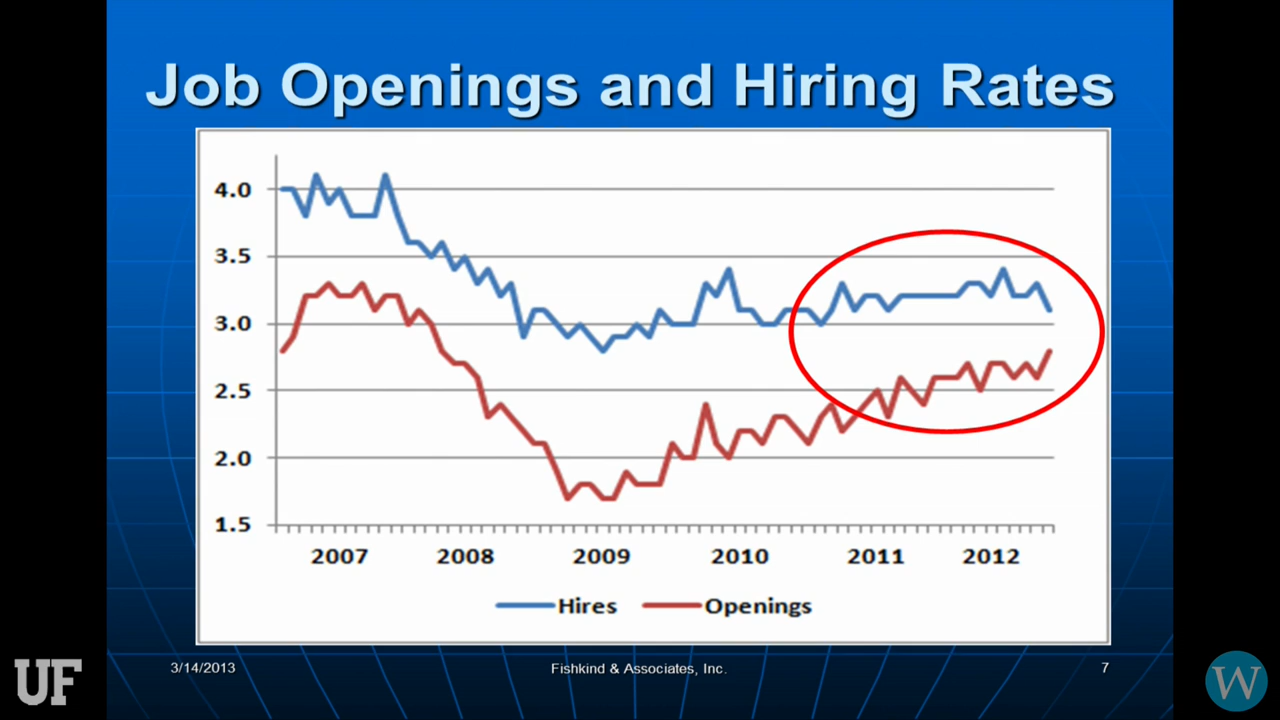 Job Openings and Hiring Rates
4.0
3.5
3.0
2.5
2.0
1.5
2007 2008 2009 2010 2011 2012
Hires Openings
3/14/2013 Fishkind & Associates, Inc. 7
UF W